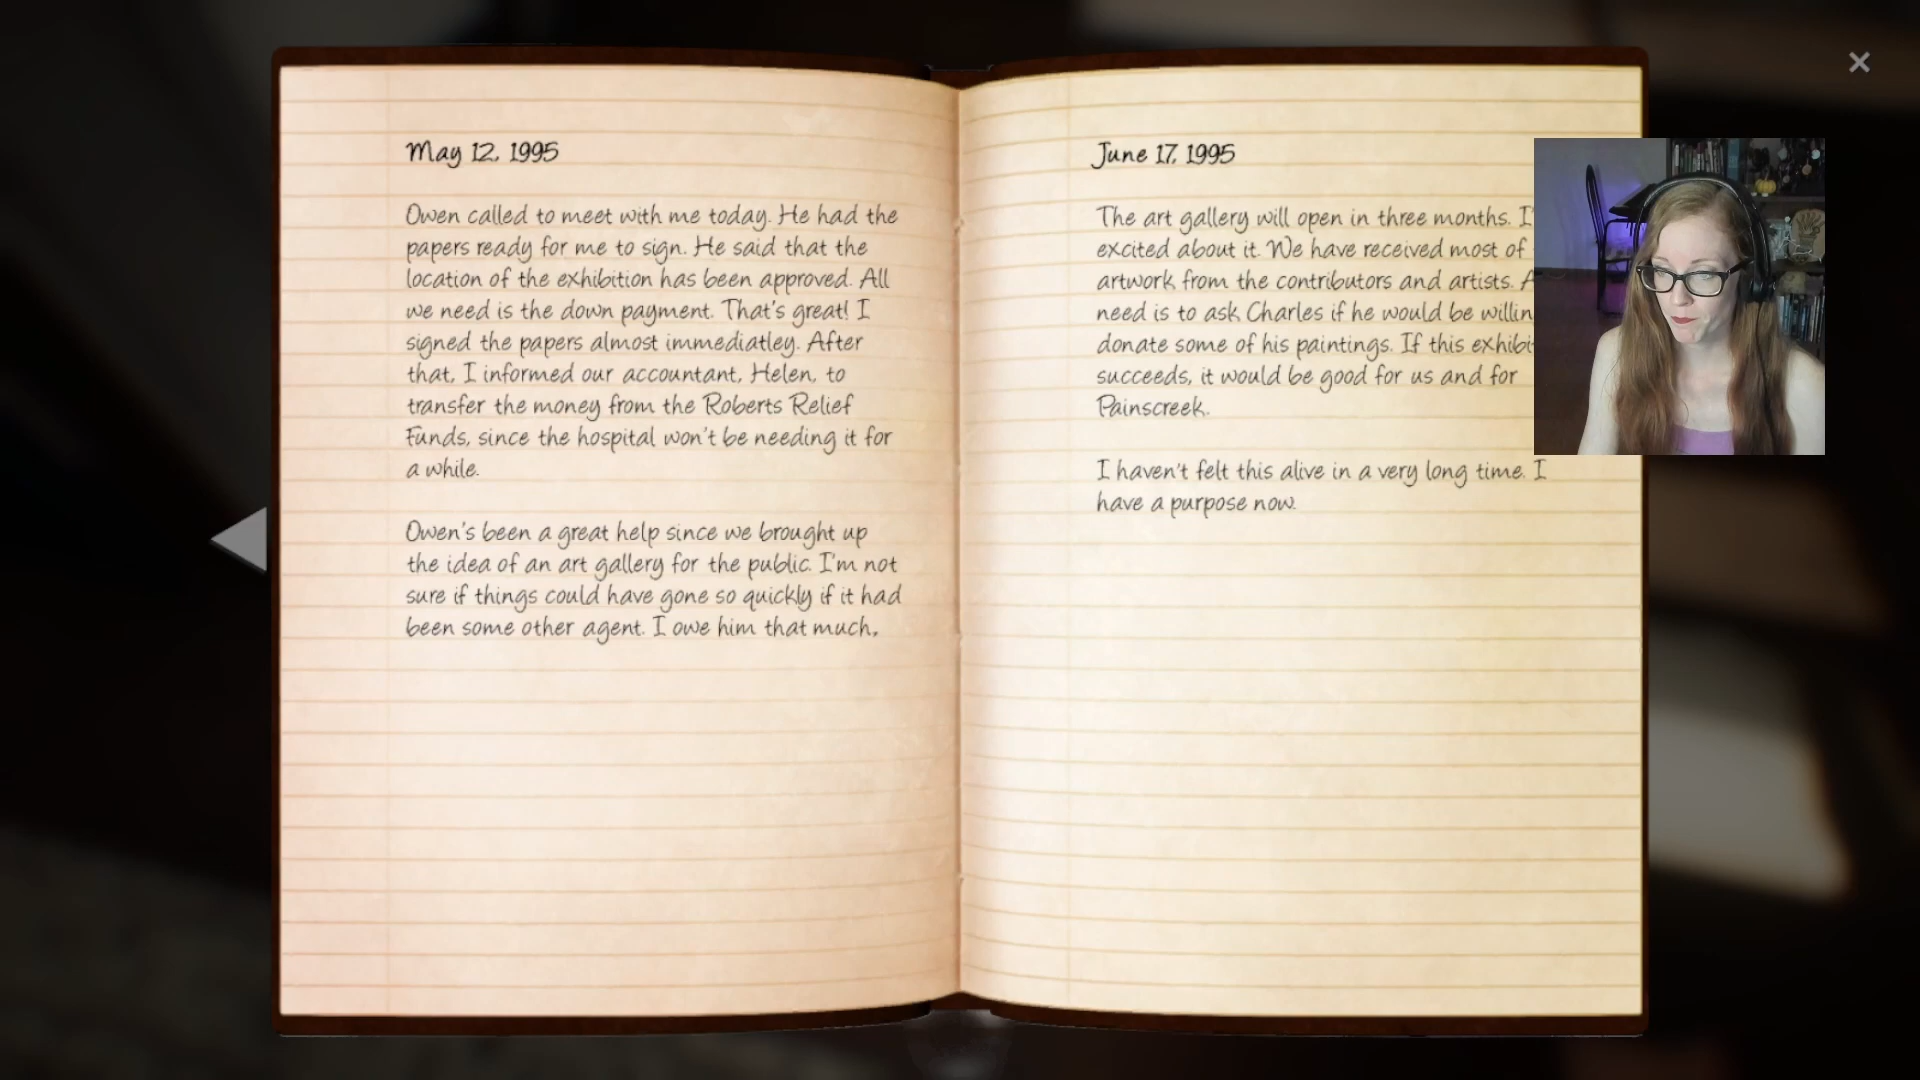 May 12, 1995
Owen called to meet with me today. He had the
papers ready for me to sign. He said that the
location of the exhibition has been approved. All
we need is the down payment. That's great! I
signed the papers almost immediatley. After
that, I informed our accountant, Helen, to
transfer the money from the Roberts Relief
Funds, since the hospital won't be needing it for
a while.
Owen's been a great help since we brought up
the idea of an art gallery for the public. I'm not
sure if things could have gone so quickly if it had
been some other agent. I owe him that much.
June 17, 1995
The art gallery will open in three months.
excited about it. We have received most of
artwork from the contributors and artists.
need is to ask Charles if he would be
donate some of his paintings. If this
succeeds, it would be good for us and for
Painscreek.
I haven't felt this alive in a very long time. I
have a purpose now.